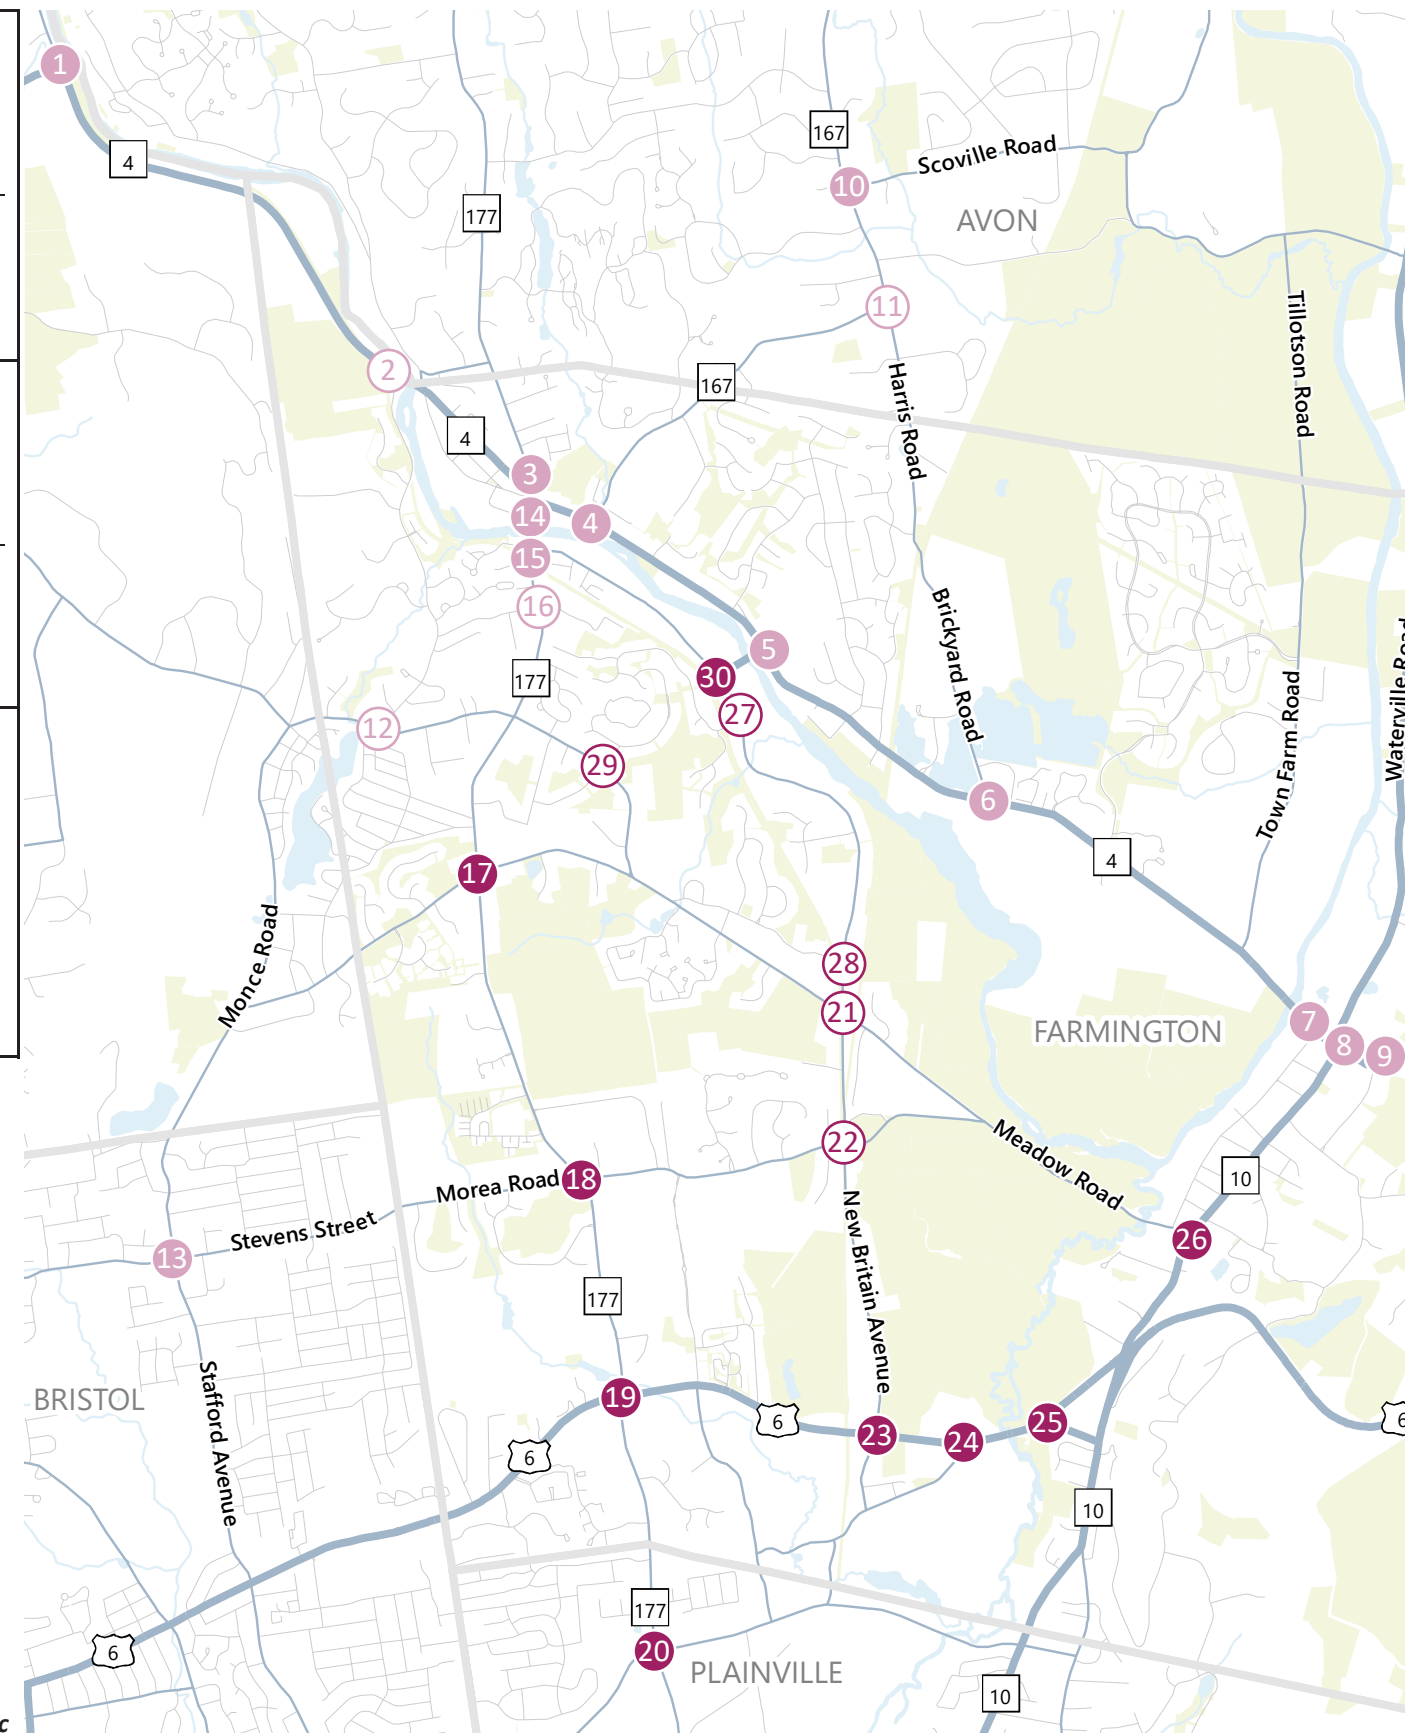 1
4
167
Scoville Road
10
177
AVON
11
Tillotson Road
2
167
Harris Road
4
3
14
4
15
16
Brickyard Road
5
30
177
27
12
29
Town Farm Road
Waterville Road
6
4
17
Monce Road
28
21
7
FARMINGTON
8
9
22
Meadow Road
10
Morea Road
18
Stevens Street
New Britain Avenue
26
13
177
Stafford Avenue
BRISTOL
19
6
6
23
24
25
6
10
177
6
20
PLAINVILLE
10
c